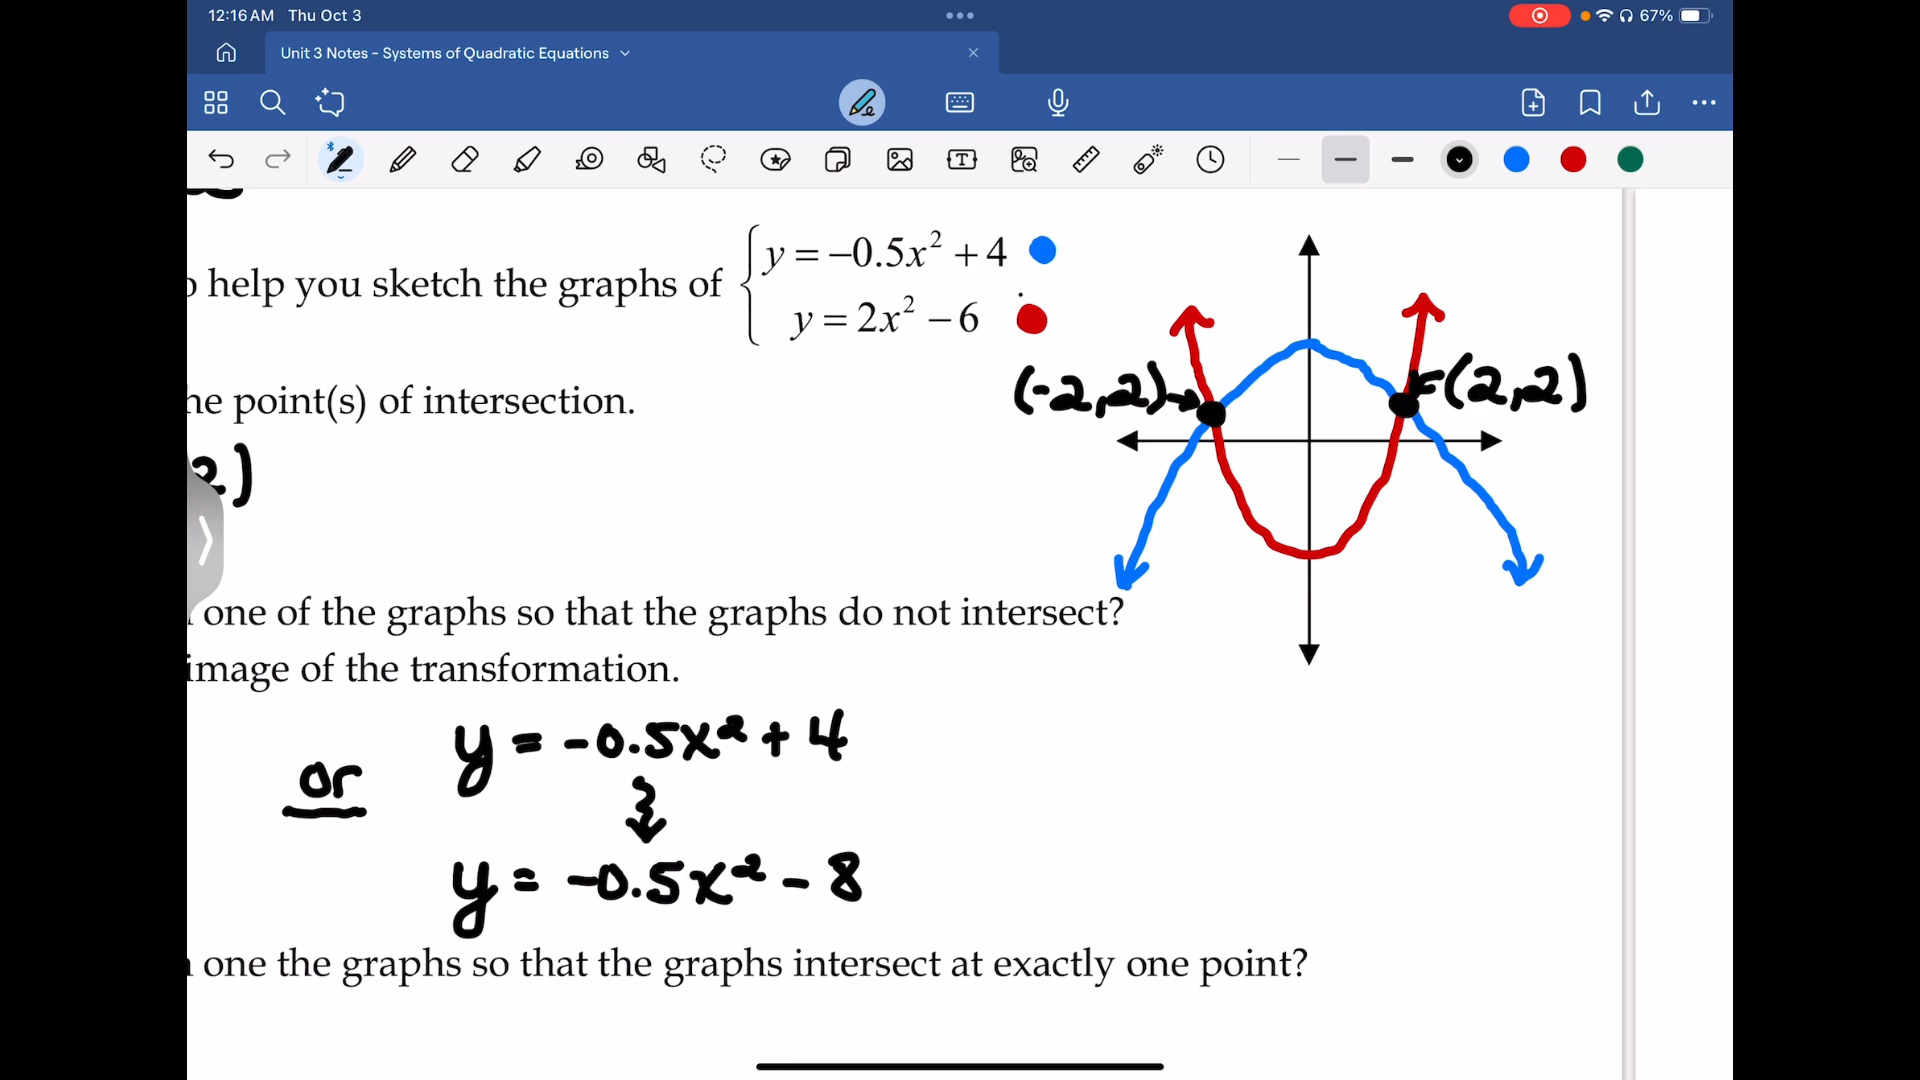 12:16 AM Thu Oct 3
67%
Unit 3 Notes - Systems of Quadratic Equations
help you sketch the graphs of { y = −0.5x² + 4
y = 2x² − 6
(-2,2)
(2,2)
point(s) of intersection.
2)
one of the graphs so that the graphs do not intersect?
image of the transformation.
y = -0.5x² + 4
or
y = -0.5x² - 8
one the graphs so that the graphs intersect at exactly one point?